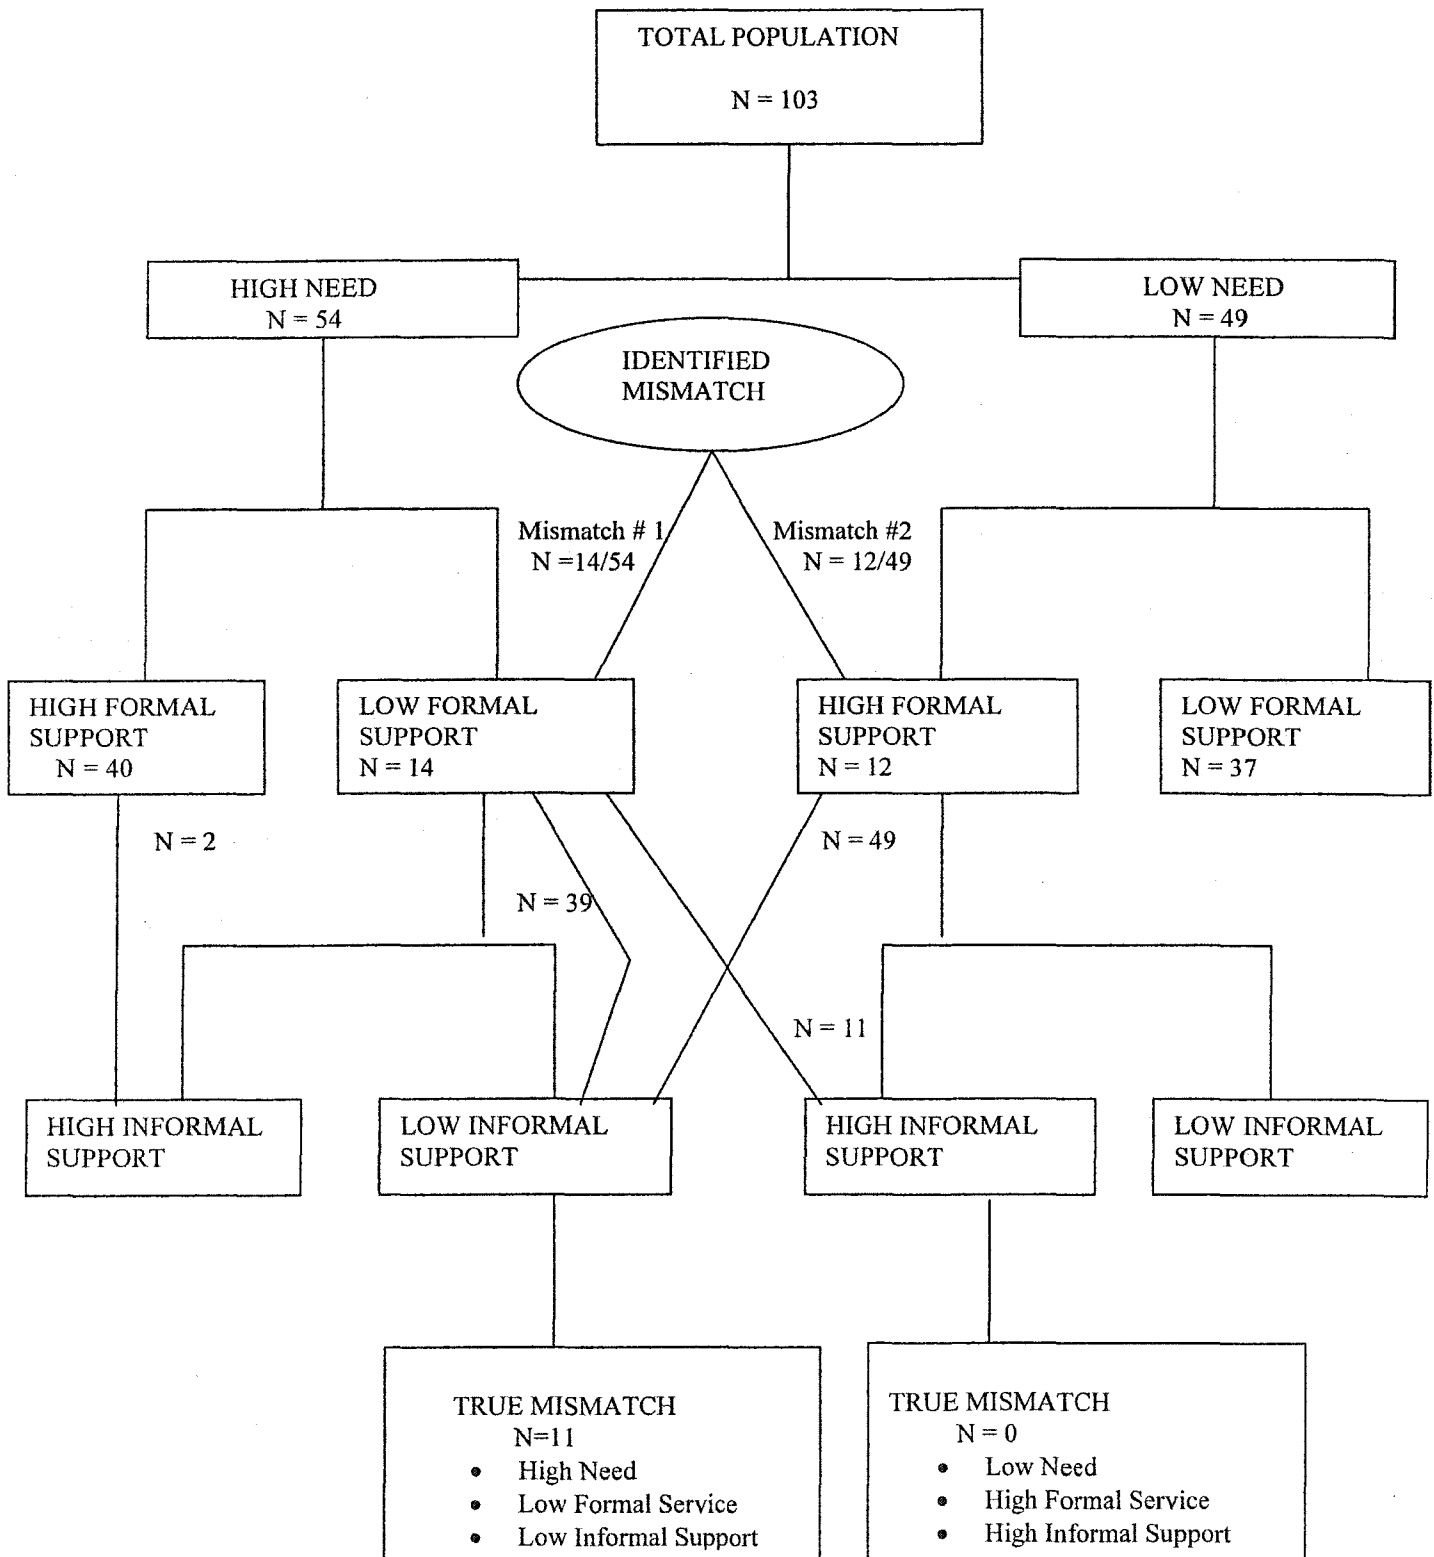 TOTAL POPULATION
N = 103
HIGH NEED
N = 54
LOW NEED
N = 49
IDENTIFIED
MISMATCH
Mismatch # 1
N =14/54
Mismatch #2
N = 12/49
HIGH FORMAL
SUPPORT
N = 40
LOW FORMAL
SUPPORT
N = 14
HIGH FORMAL
SUPPORT
N = 12
LOW FORMAL
SUPPORT
N = 37
N = 2
N = 49
N = 39
N = 11
HIGH INFORMAL
SUPPORT
LOW INFORMAL
SUPPORT
HIGH INFORMAL
SUPPORT
LOW INFORMAL
SUPPORT
TRUE MISMATCH
N=11
• High Need
• Low Formal Service
• Low Informal Support
TRUE MISMATCH
N = 0
• Low Need
• High Formal Service
• High Informal Support